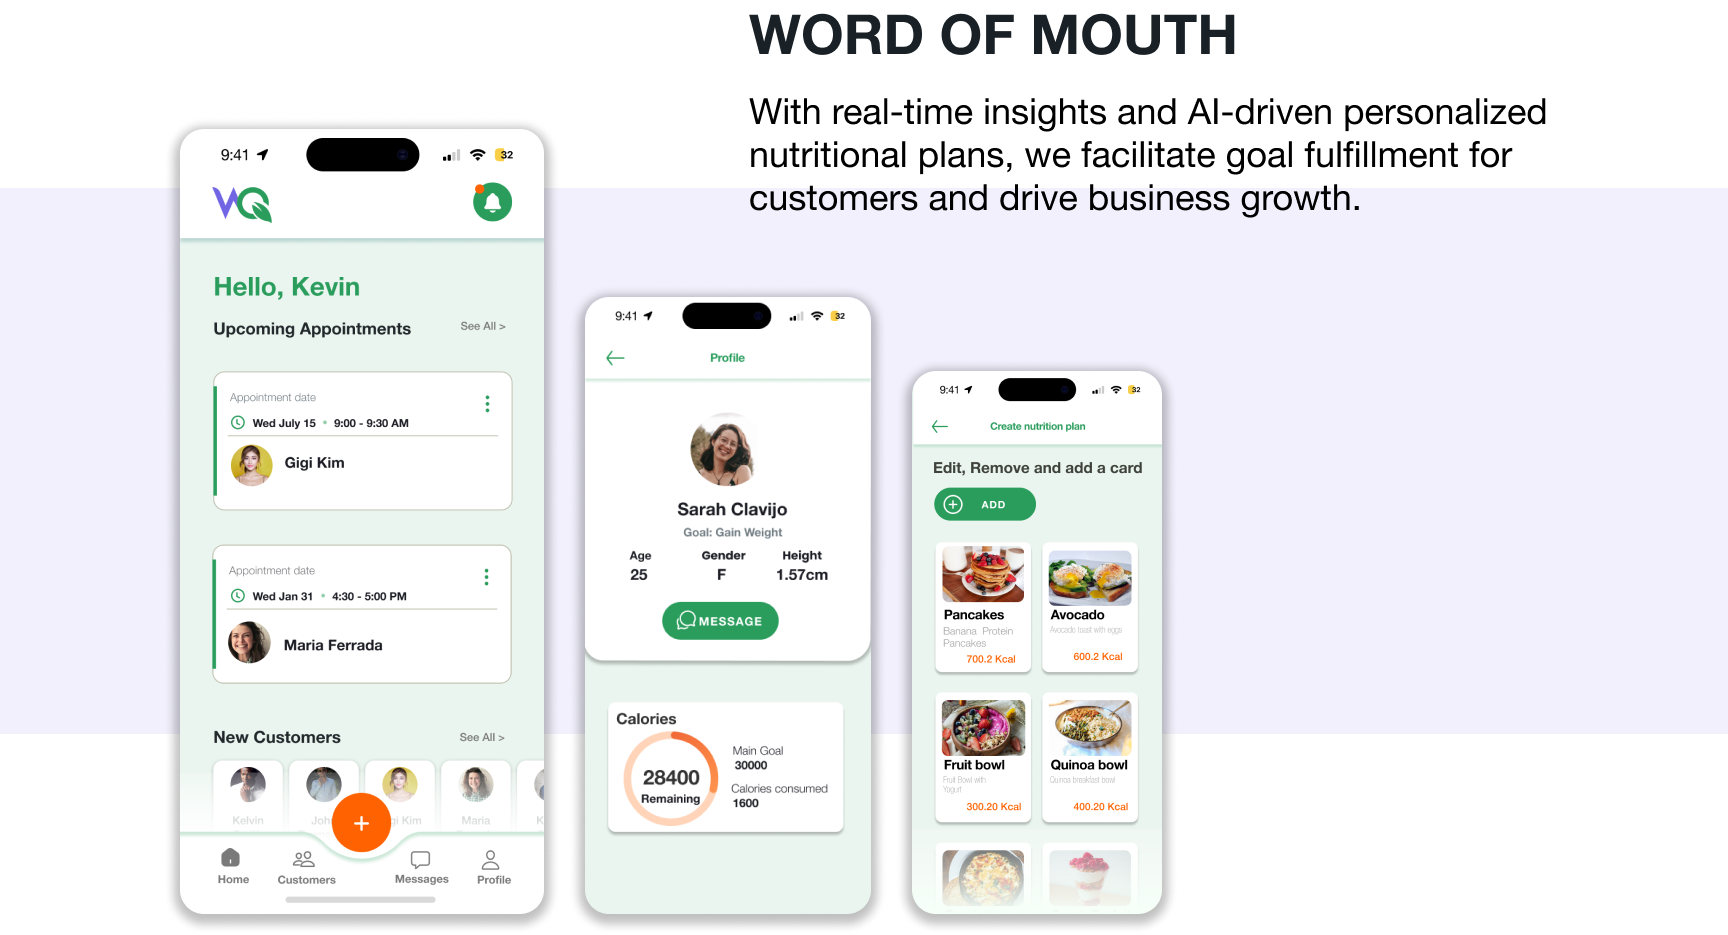 WORD OF MOUTH
With real-time insights and AI-driven personalized
nutritional plans, we facilitate goal fulfillment for
customers and drive business growth.
9:41
32
WQ
Hello, Kevin
Upcoming Appointments
See All >
Appointment date
Wed July 15 • 9:00 - 9:30 AM
Gigi Kim
Appointment date
Wed Jan 31 • 4:30 - 5:00 PM
Maria Ferrada
New Customers
See All >
Kelvin
Joh
gi Kim
Maria
K
+
Home
Customers
Messages
Profile
9:41
32
Profile
Sarah Clavijo
Goal: Gain Weight
Age
Gender
Height
25
F
1.57cm
MESSAGE
Calories
28400
Remaining
Main Goal
30000
Calories consumed
1600
9:41
32
Create nutrition plan
Edit, Remove and add a card
ADD
Pancakes
Banana Protein
Pancakes
700.2 Kcal
Avocado
Avocado toast with eggs
600.2 Kcal
Fruit bowl
Fruit Bowl with
Yogurt
300.20 Kcal
Quinoa bowl
Quinoa breakfast bowl
400.20 Kcal